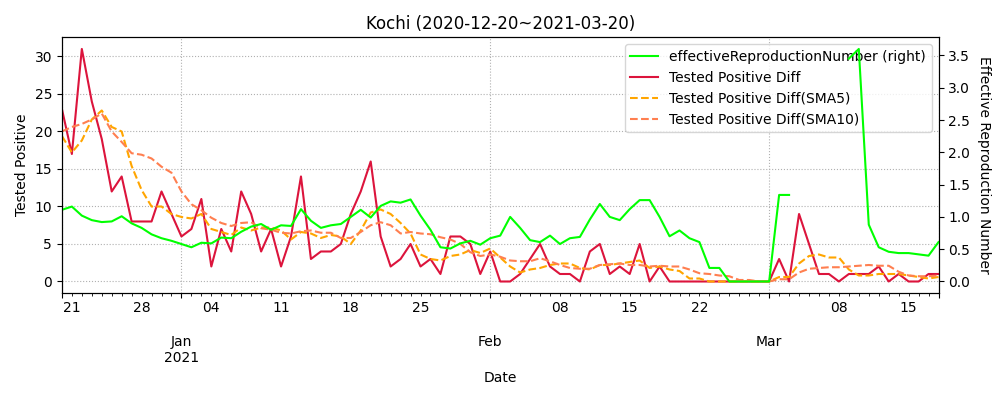 Kochi (2020-12-20~2021-03-20)
effectiveReproductionNumber (right)
Tested Positive Diff
Tested Positive Diff(SMA5)
Tested Positive Diff(SMA10)
Tested Positive
30
25
20
15
10
5
0
3.5
3.0
2.5
2.0
1.5
1.0
0.5
0.0
Effective Reproduction Number
21 28 04 11 18 25 08 15 22 08 15
Jan Feb Mar
2021
Date